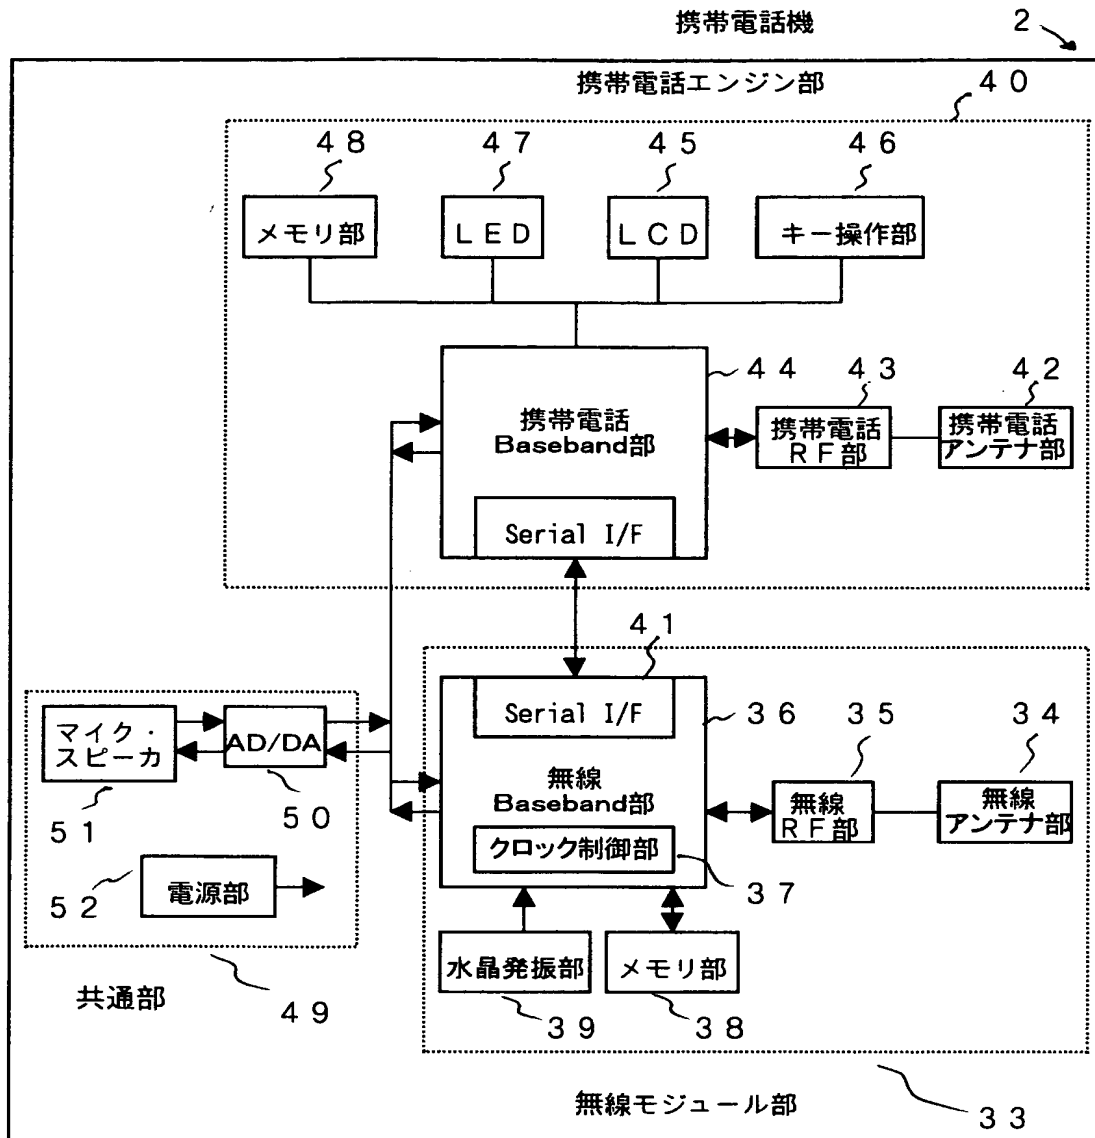 携帯電話機
２
携帯電話エンジン部
４０
４８
４７
４５
４６
メモリ部
ＬＥＤ
ＬＣＤ
キー操作部
４４
４３
４２
携帯電話
Baseband部
携帯電話
ＲＦ部
携帯電話
アンテナ部
Serial I/F
４１
Serial I/F
３６
３５
３４
マイク・
スピーカ
AD/DA
無線
Baseband部
無線
ＲＦ部
無線
アンテナ部
５１
５０
クロック制御部
３７
５２
電源部
水晶発振部
メモリ部
共通部
４９
３９
３８
無線モジュール部
３３